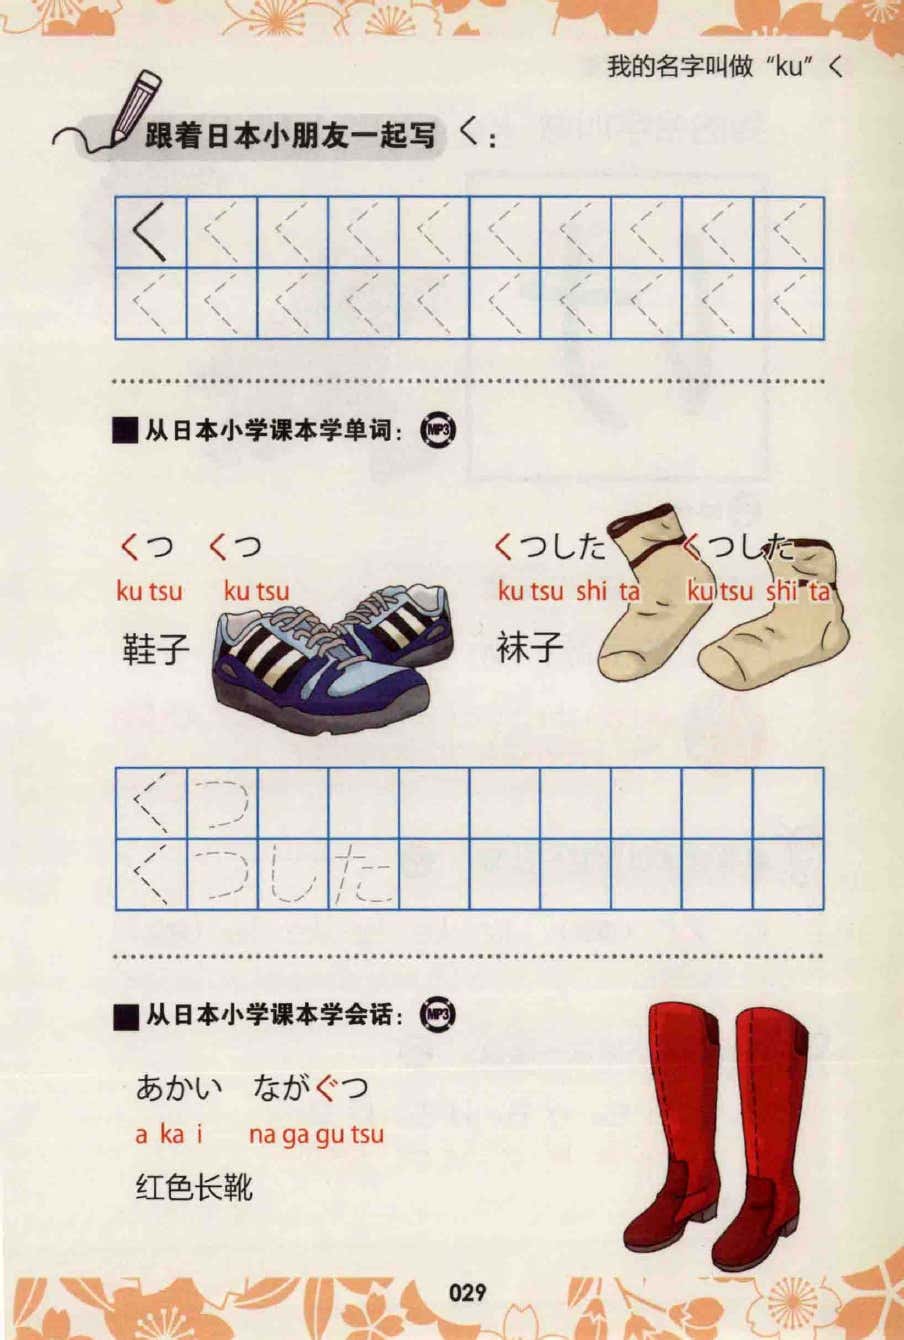 我的名字叫做“ku”く
跟着日本小朋友一起写 く：
く く く く く く く く く く
く く く く く く く く く く
■ 从日本小学课本学单词： MP3
くつ くつ くつした くつした
ku tsu ku tsu ku tsu shi ta ku tsu shi ta
鞋子 袜子
くつ
くつした
■ 从日本小学课本学会话： MP3
あかい ながぐつ
a ka i na ga gu tsu
红色长靴
029